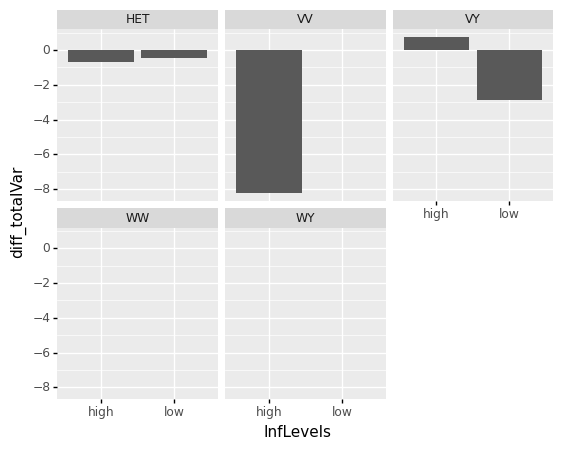 HET VV VY
0
−2
−4
−6
−8
high low
WW WY
0
−2
−4
−6
−8
high low high low
InfLevels
diff_totalVar